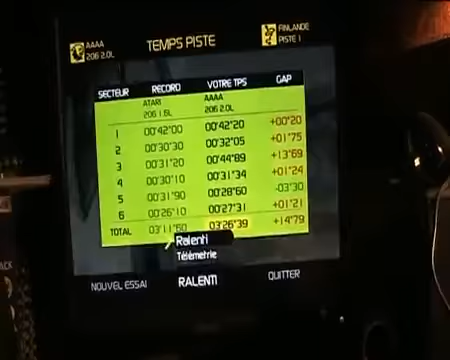 AAAA
206 2.0L
TEMPS PISTE
FINLANDE
PISTE 1
SECTEUR RECORD VOTRE TPS GAP
ATARI AAAA
206 1.6L 206 2.0L
1 00'42"00 00'42"20 +00"20
2 00'30"30 00'32"05 +01"75
3 00'31"20 00'44"89 +13"69
4 00'30"10 00'31"34 +01"24
5 00'31"90 00'28"60 -03"30
6 00'26"10 00'27"31 +01"21
TOTAL 03'11"60 03'26"39 +14"79
Ralenti
Télémetrie
NOUVEL ESSAI RALENTI QUITTER